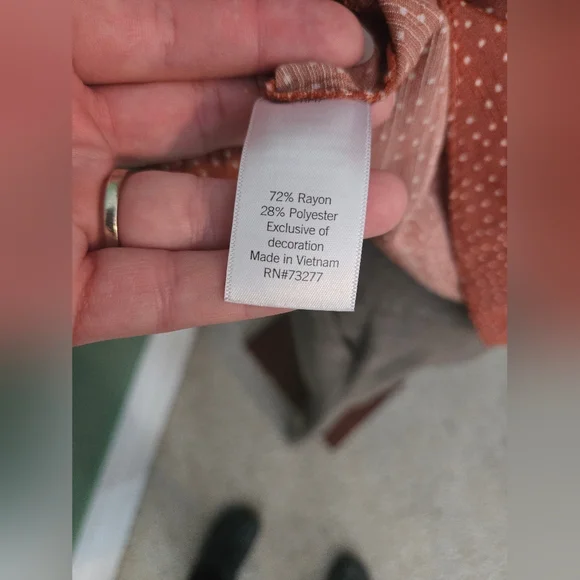 72% Rayon
28% Polyester
Exclusive of
decoration
Made in Vietnam
RN#73277